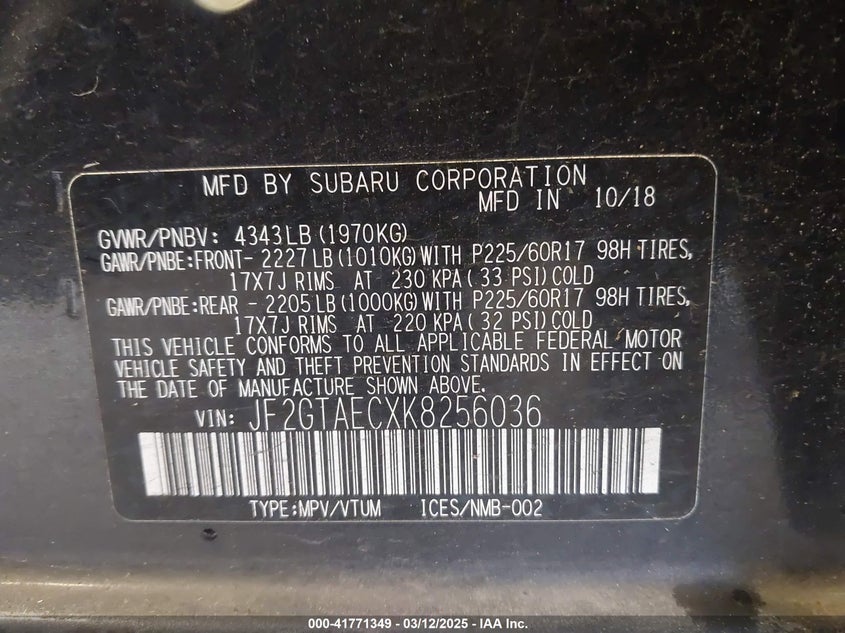 MFD BY SUBARU CORPORATION
MFD IN 10/18
GVWR/PNBV: 4343LB (1970KG)
GAWR/PNBE:FRONT- 2227LB (1010KG) WITH P225/60R17 98H TIRES,
17X7J RIMS AT 230 KPA( 33 PSI) COLD
GAWR/PNBE:REAR - 2205LB (1000KG) WITH P225/60R17 98H TIRES,
17X7J RIMS AT 220 KPA( 32 PSI) COLD
THIS VEHICLE CONFORMS TO ALL APPLICABLE FEDERAL MOTOR
VEHICLE SAFETY AND THEFT PREVENTION STANDARDS IN EFFECT ON
THE DATE OF MANUFACTURE SHOWN ABOVE.
VIN: JF2GTAECXK8256036
TYPE:MPV/VTUM ICES/NMB-002
000-41771349 - 03/12/2025 - IAA Inc.